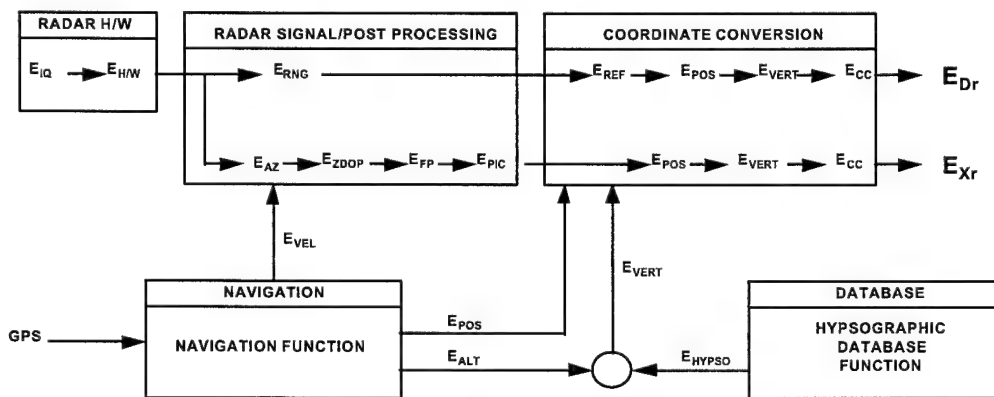 RADAR H/W
RADAR SIGNAL/POST PROCESSING
COORDINATE CONVERSION
E_IQ E_H/W E_RNG E_REF E_POS E_VERT E_CC E_Dr
E_AZ E_ZDOP E_FP E_PIC E_POS E_VERT E_CC E_Xr
E_VEL
E_VERT
NAVIGATION
DATABASE
GPS
NAVIGATION FUNCTION
E_POS
E_ALT
E_HYPSO
HYPSOGRAPHIC
DATABASE
FUNCTION